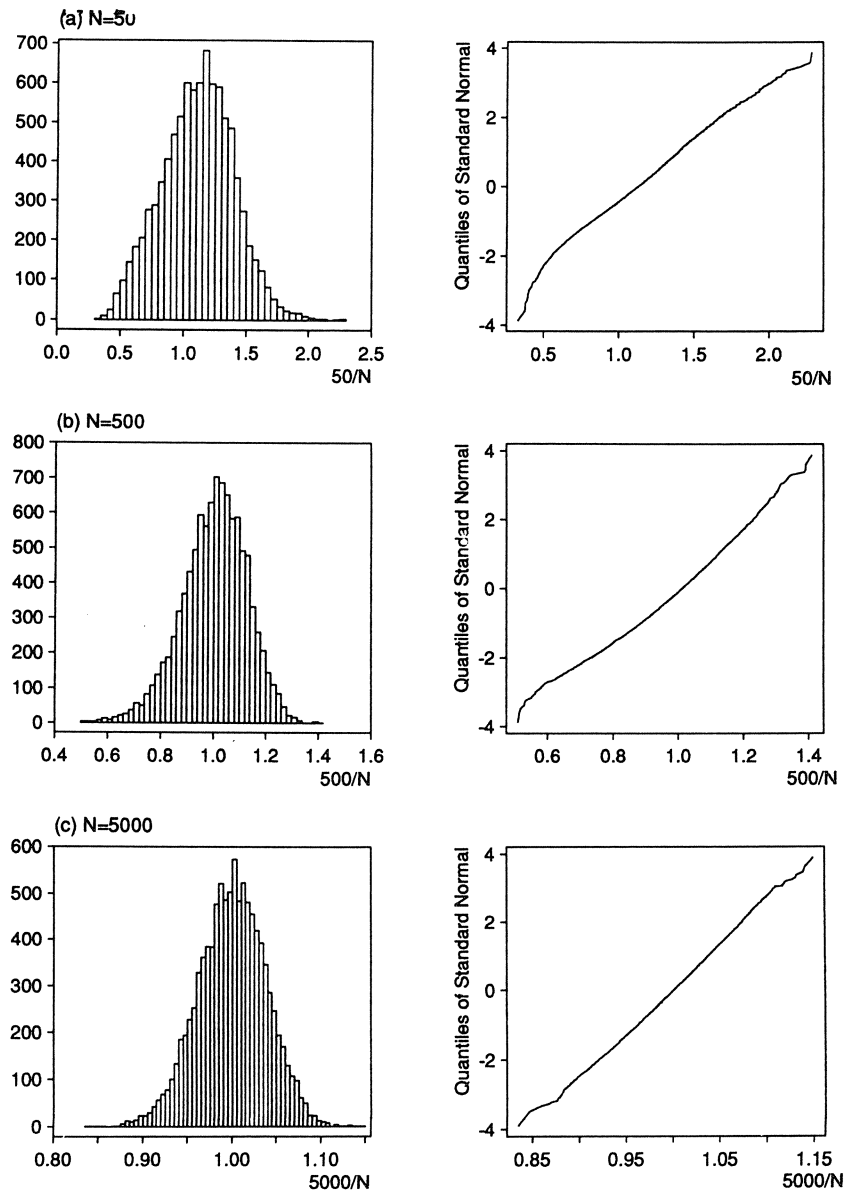 (a) N=50
700
600
500
400
300
200
100
0
0.0 0.5 1.0 1.5 2.0 2.5
50/N
Quantiles of Standard Normal
4
2
0
-2
-4
0.5 1.0 1.5 2.0
50/N
(b) N=500
800
700
600
500
400
300
200
100
0
0.4 0.6 0.8 1.0 1.2 1.4 1.6
500/N
Quantiles of Standard Normal
4
2
0
-2
-4
0.6 0.8 1.0 1.2 1.4
500/N
(c) N=5000
600
500
400
300
200
100
0
0.80 0.90 1.00 1.10
5000/N
Quantiles of Standard Normal
4
2
0
-2
-4
0.85 0.95 1.05 1.15
5000/N